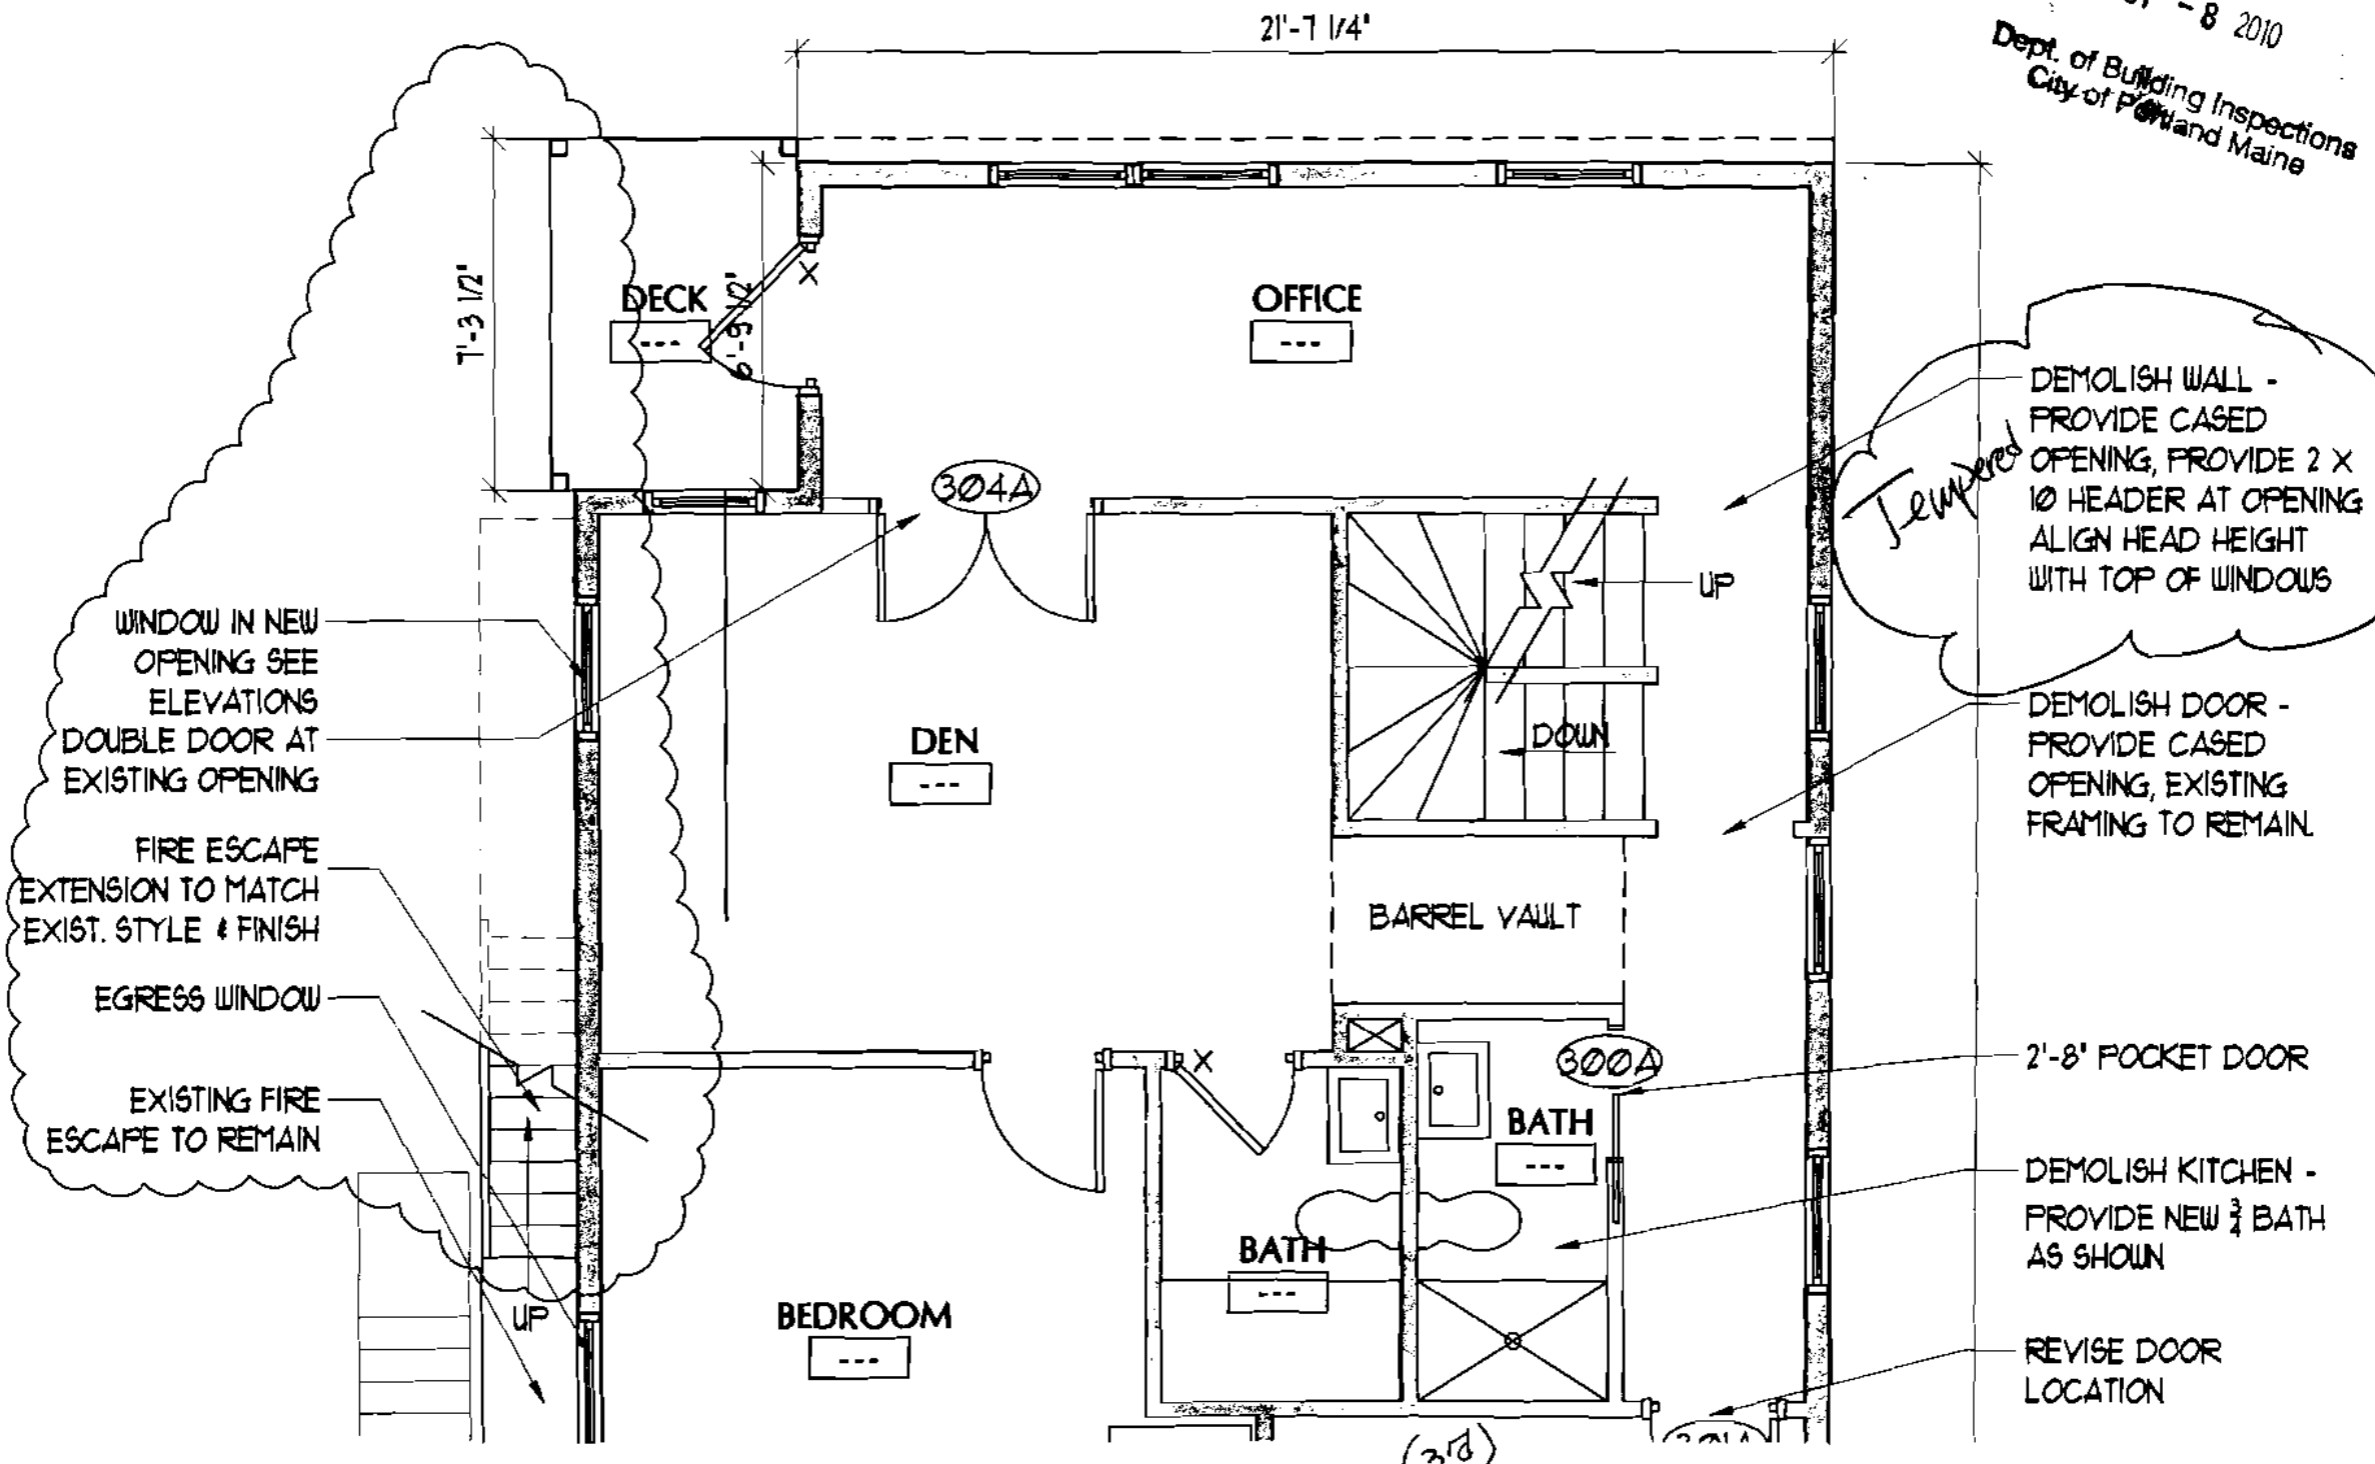 21'-7 1/4"
- 8 2010
Dept. of Building Inspections
City of Portland Maine
7'-3 1/2"
DECK
---
6'-9 1/2"
X
OFFICE
---
304A
Tempered
DEMOLISH WALL -
PROVIDE CASED
OPENING, PROVIDE 2 X
10 HEADER AT OPENING
ALIGN HEAD HEIGHT
WITH TOP OF WINDOWS
UP
WINDOW IN NEW
OPENING SEE
ELEVATIONS
DOUBLE DOOR AT
EXISTING OPENING
DEN
---
DOWN
DEMOLISH DOOR -
PROVIDE CASED
OPENING, EXISTING
FRAMING TO REMAIN.
FIRE ESCAPE
EXTENSION TO MATCH
EXIST. STYLE & FINISH
BARREL VAULT
EGRESS WINDOW
X
300A
2'-8" POCKET DOOR
EXISTING FIRE
ESCAPE TO REMAIN
BATH
---
DEMOLISH KITCHEN -
PROVIDE NEW 3/4 BATH
AS SHOWN
BATH
---
UP
BEDROOM
---
REVISE DOOR
LOCATION
(3rd)